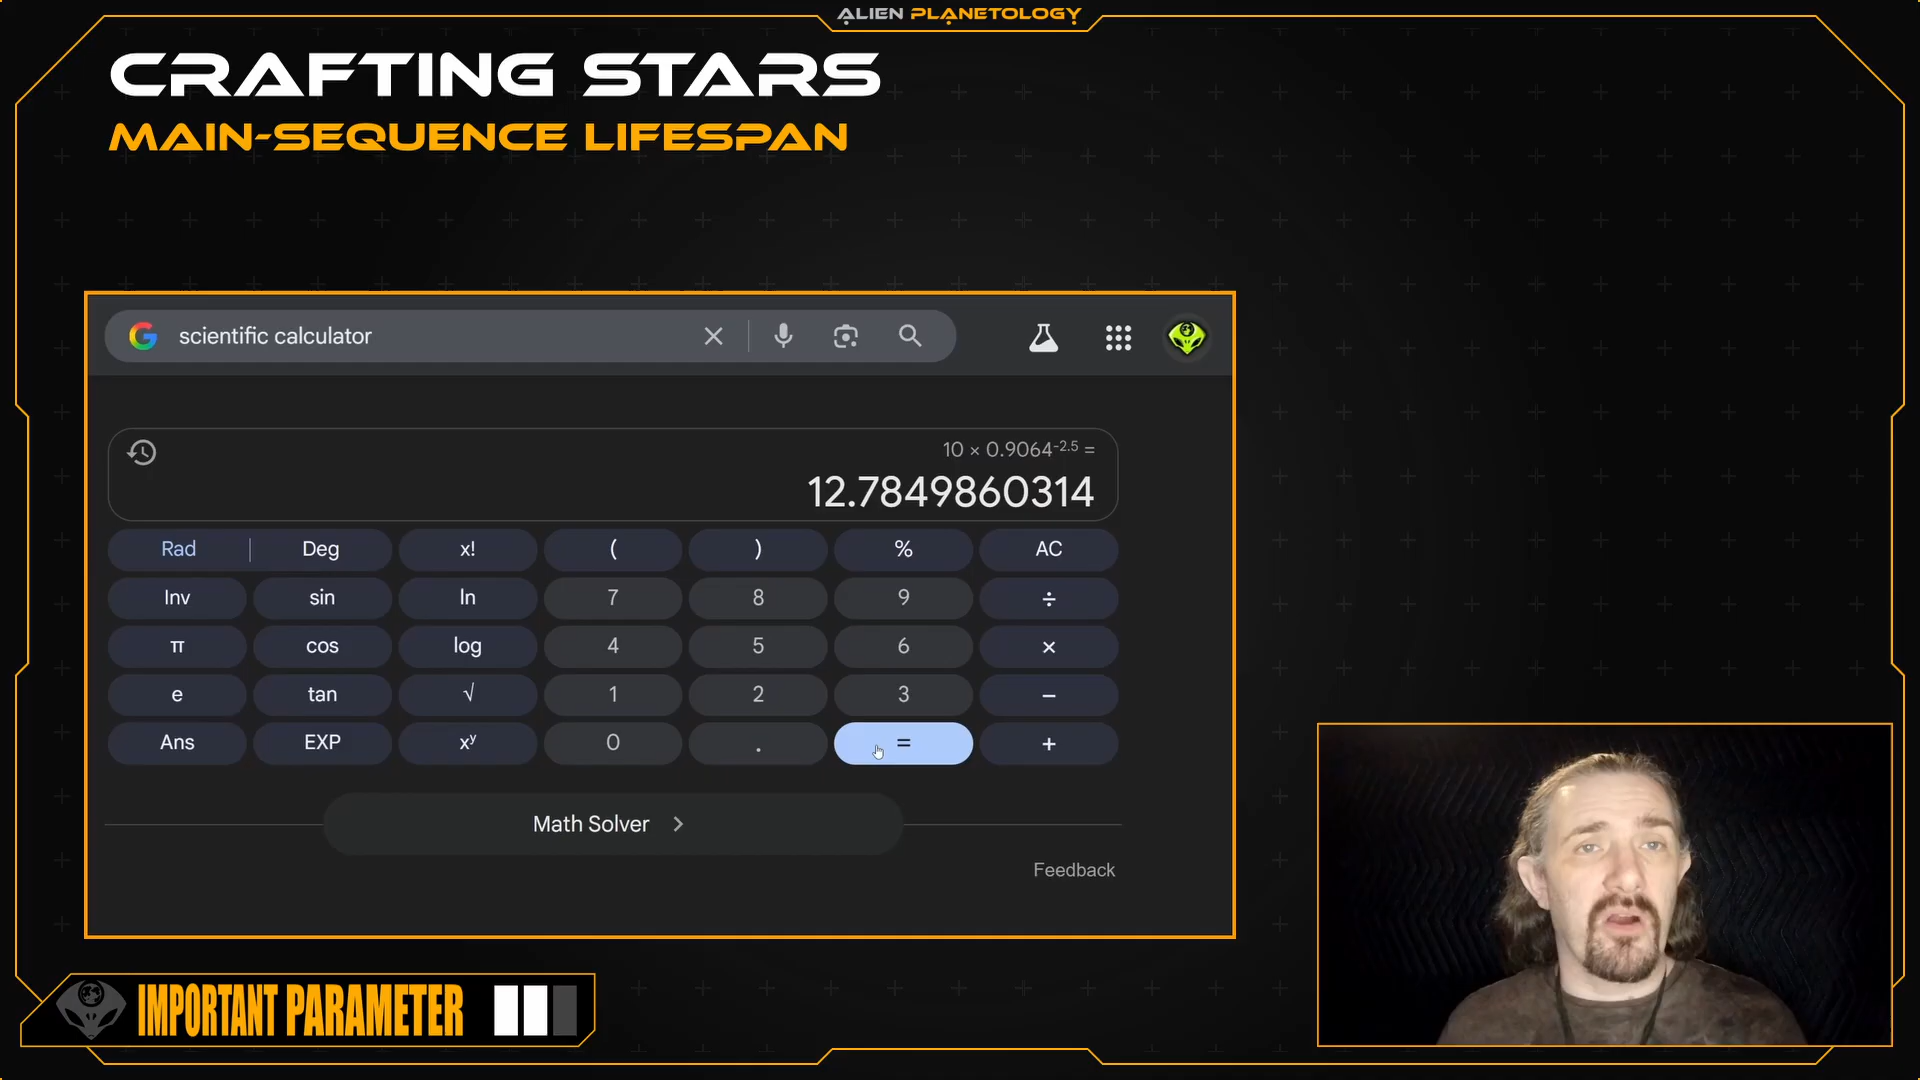 ALIEN PLANETOLOGY
CRAFTING STARS
MAIN-SEQUENCE LIFESPAN
scientific calculator
10 × 0.9064⁻²·⁵ =
12.7849860314
Rad | Deg x! ( ) % AC
Inv sin ln 7 8 9 ÷
π cos log 4 5 6 ×
e tan √ 1 2 3 −
Ans EXP xʸ 0 . = +
Math Solver
Feedback
IMPORTANT PARAMETER